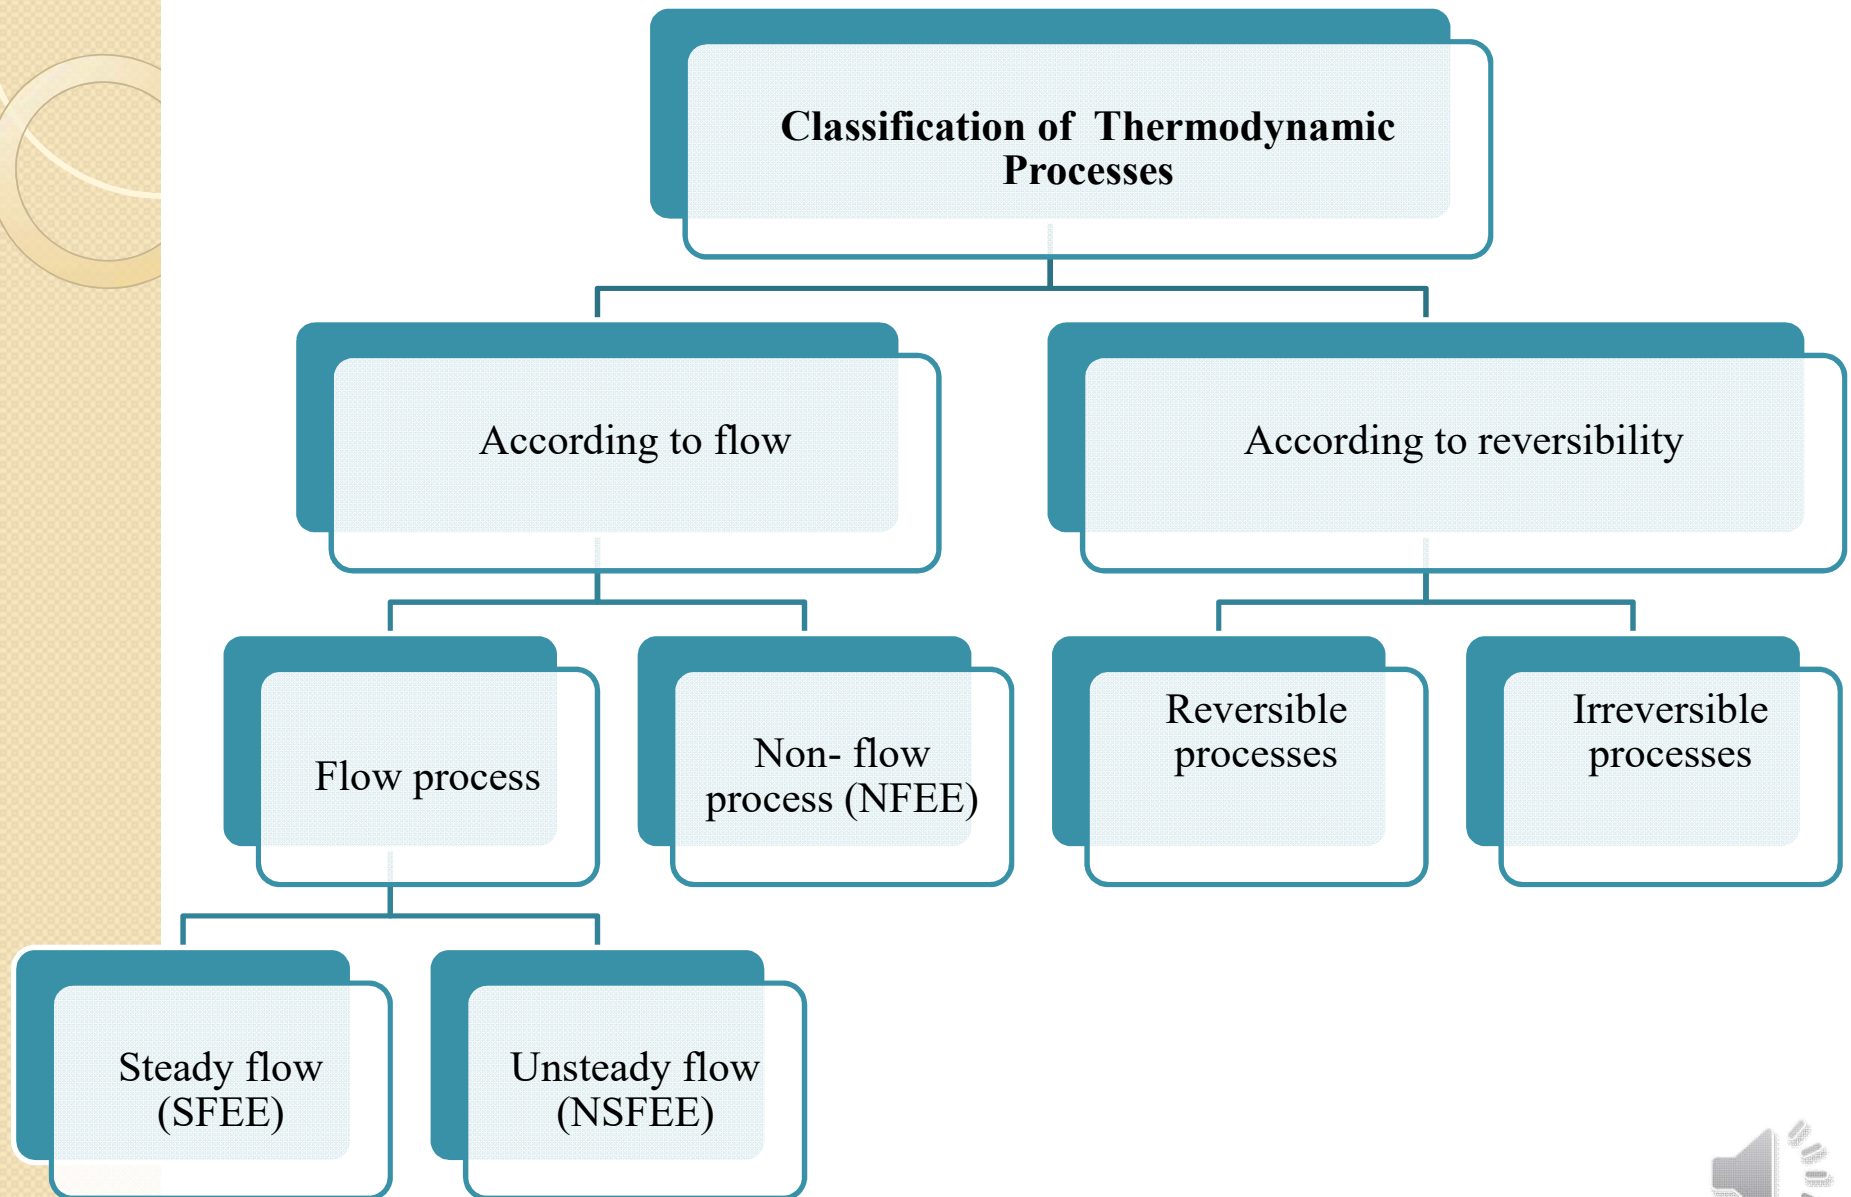 Classification of Thermodynamic
Processes
According to flow
According to reversibility
Flow process
Non- flow
process (NFEE)
Reversible
processes
Irreversible
processes
Steady flow
(SFEE)
Unsteady flow
(NSFEE)